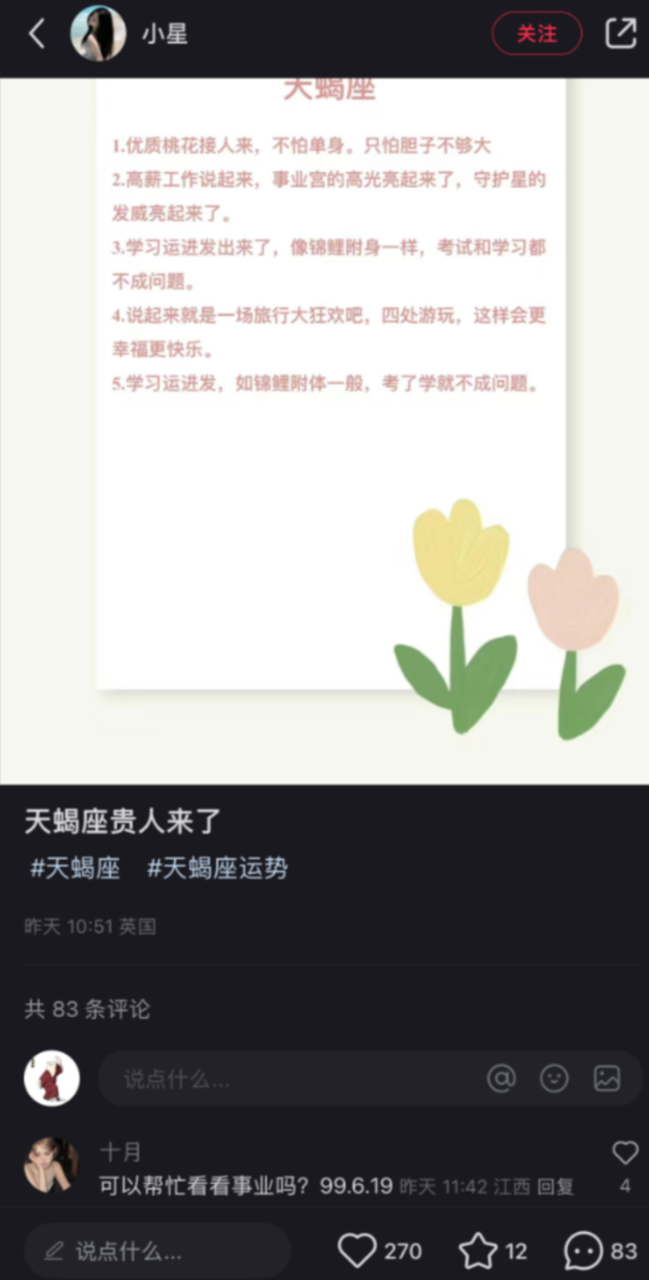 小星
关注
天蝎座
1.优质桃花接人来，不怕单身。只怕胆子不够大
2.高薪工作说起来，事业宫的高光亮起来了，守护星的
发威亮起来了。
3.学习运进发出来了，像锦鲤附身一样，考试和学习都
不成问题。
4.说起来就是一场旅行大狂欢吧，四处游玩，这样会更
幸福更快乐。
5.学习运进发，如锦鲤附体一般，考了学就不成问题。
天蝎座贵人来了
#天蝎座 #天蝎座运势
昨天 10:51 英国
共 83 条评论
说点什么...
十月
可以帮忙看看事业吗？99.6.19 昨天 11:42 江西 回复
4
说点什么...
270
12
83